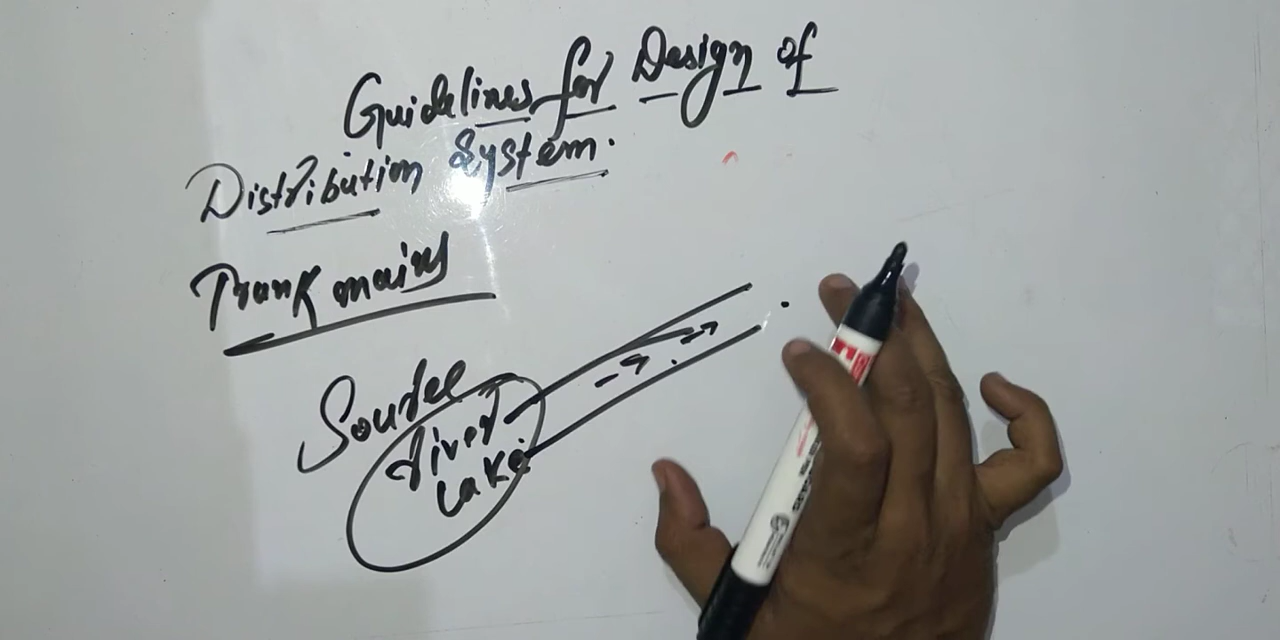 Guidelines for Design of
Distribution System.
Trunk mains
Source
river
Lake